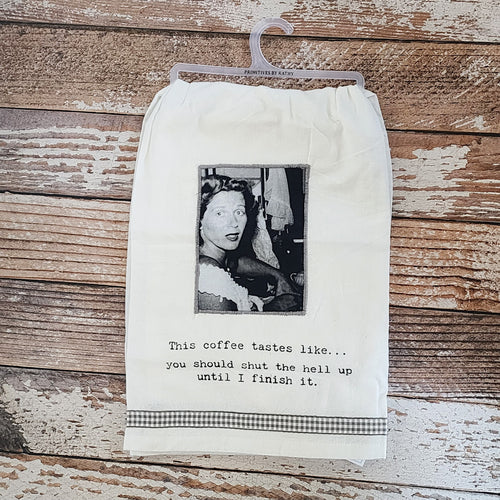 PRIMITIVES BY KATHY
This coffee tastes like...
you should shut the hell up
until I finish it.